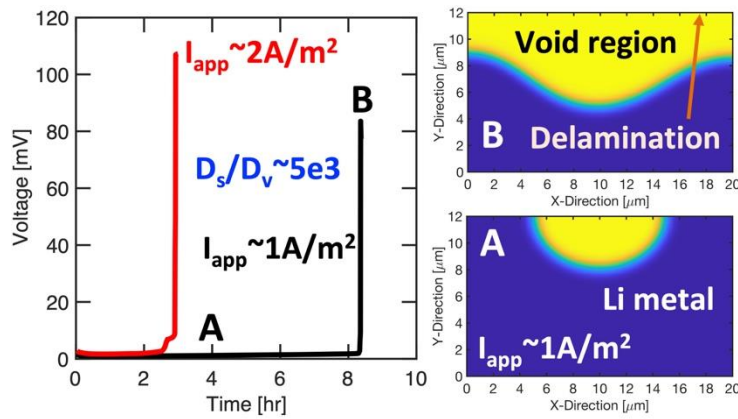 120
100
80
60
40
20
0
Voltage [mV]
0
2
4
6
8
10
Time [hr]
I_app~2A/m²
B
D_s/D_v~5e3
I_app~1A/m²
A
12
10
8
6
4
2
0
Y-Direction [μm]
Void region
B
Delamination
0 2 4 6 8 10 12 14 16 18 20
X-Direction [μm]
12
10
8
6
4
2
0
Y-Direction [μm]
A
Li metal
I_app~1A/m²
0 2 4 6 8 10 12 14 16 18 20
X-Direction [μm]